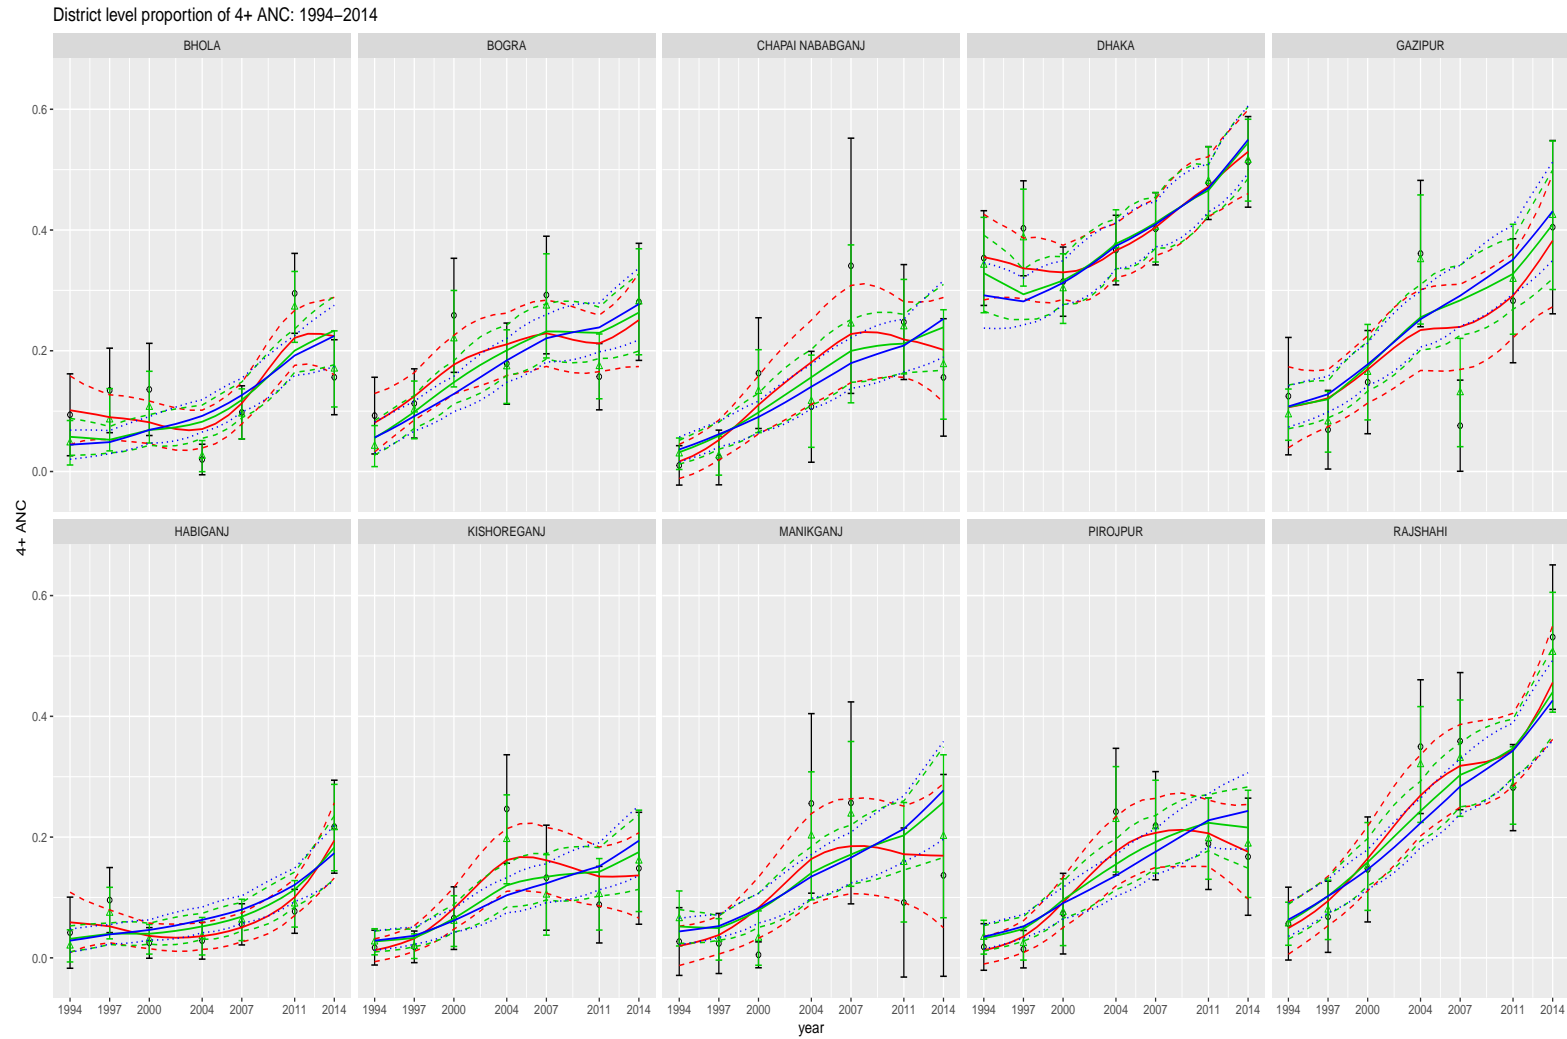 District level proportion of 4+ ANC: 1994–2014
BHOLA BOGRA CHAPAI NABABGANJ DHAKA GAZIPUR
0.6
0.4
0.2
0.0
4+ ANC
HABIGANJ KISHOREGANJ MANIKGANJ PIROJPUR RAJSHAHI
0.6
0.4
0.2
0.0
1994 1997 2000 2004 2007 2011 2014 1994 1997 2000 2004 2007 2011 2014 1994 1997 2000 2004 2007 2011 2014 1994 1997 2000 2004 2007 2011 2014 1994 1997 2000 2004 2007 2011 2014
year